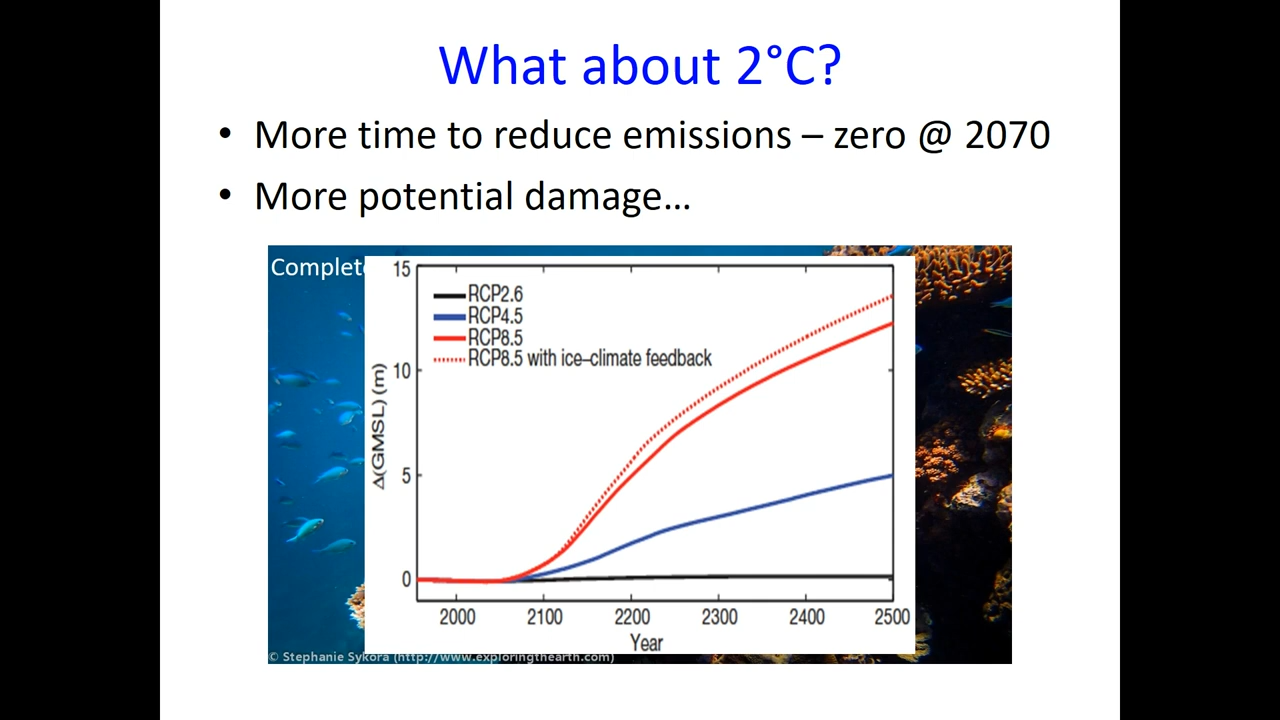 What about 2°C?
• More time to reduce emissions – zero @ 2070
• More potential damage…
Complete
15
RCP2.6
RCP4.5
RCP8.5
RCP8.5 with ice–climate feedback
10
Δ(GMSL) (m)
5
0
2000 2100 2200 2300 2400 2500
Year
© Stephanie Sykora (http://www.exploringthearth.com)